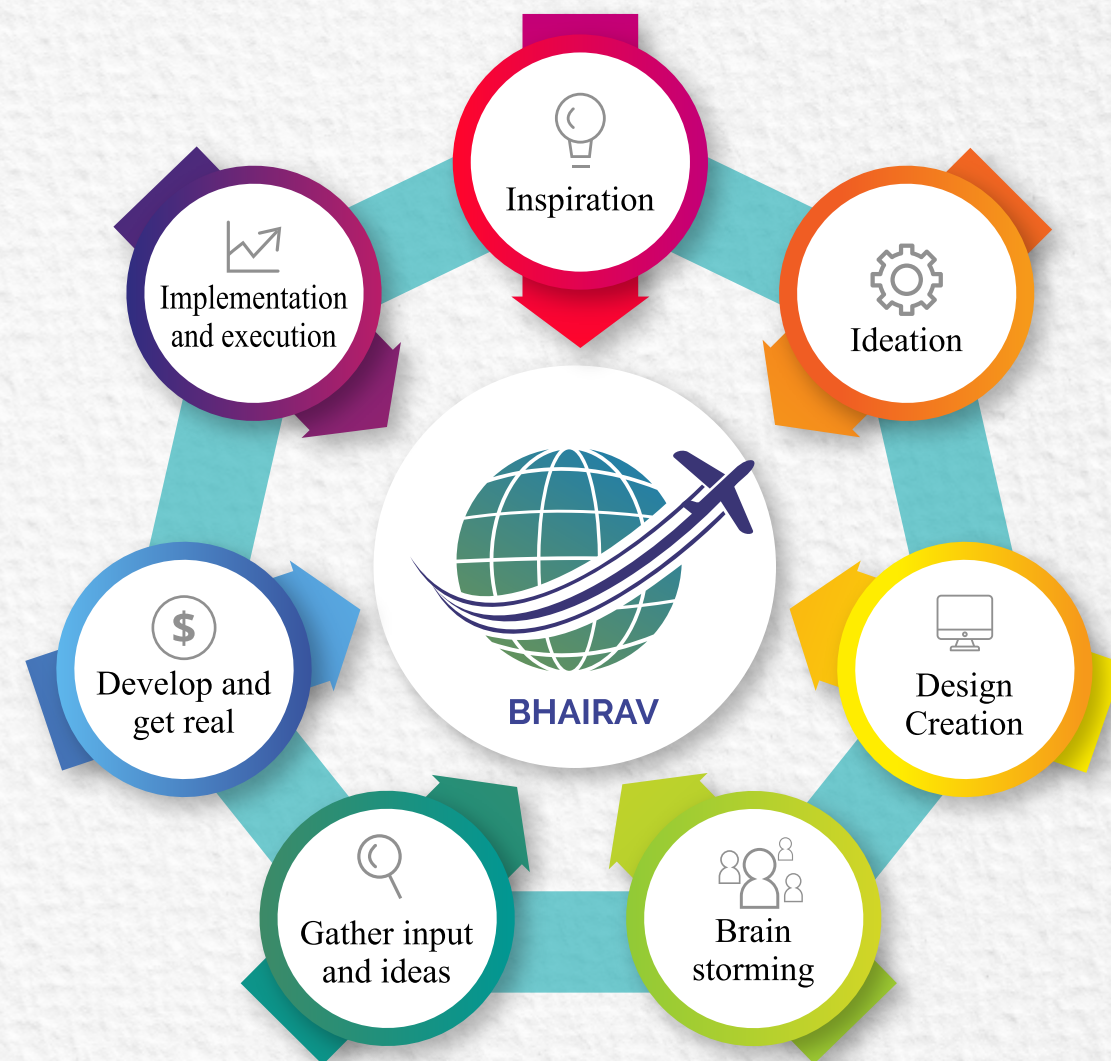 Inspiration
Ideation
Design
Creation
Brain
storming
Gather input
and ideas
Develop and
get real
Implementation
and execution
$
BHAIRAV